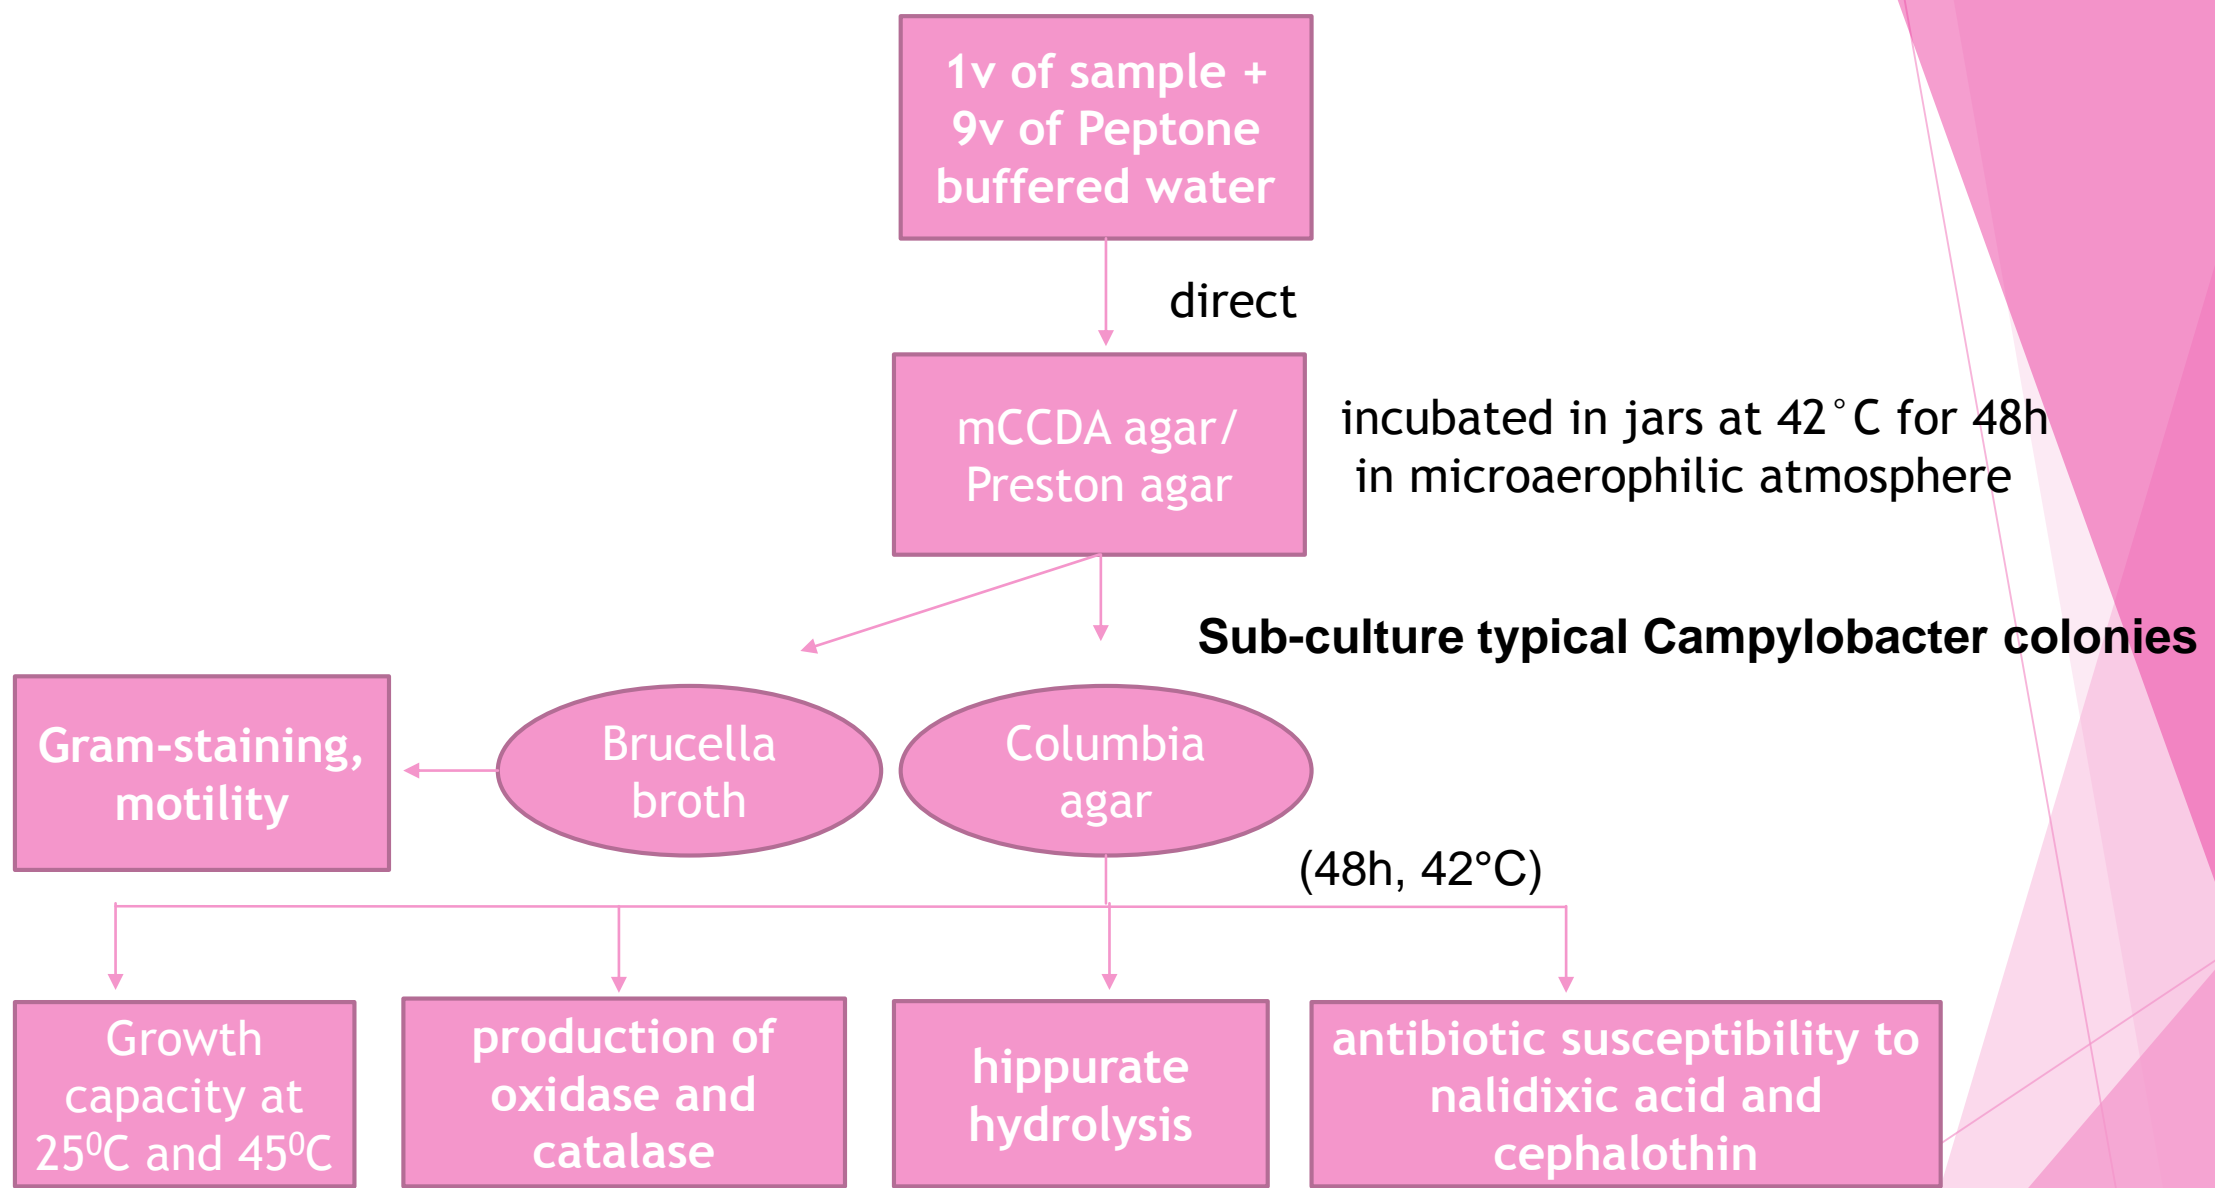 1v of sample +
9v of Peptone
buffered water
direct
mCCDA agar/
Preston agar
incubated in jars at 42°C for 48h
in microaerophilic atmosphere
Sub-culture typical Campylobacter colonies
Gram-staining,
motility
Brucella
broth
Columbia
agar
(48h, 42°C)
Growth
capacity at
25⁰C and 45⁰C
production of
oxidase and
catalase
hippurate
hydrolysis
antibiotic susceptibility to
nalidixic acid and
cephalothin